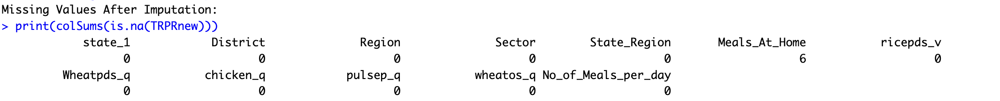 Missing Values After Imputation:
> print(colSums(is.na(TRPRnew)))
state_1 District Region Sector State_Region Meals_At_Home ricepds_v
0 0 0 0 0 6 0
Wheatpds_q chicken_q pulsep_q wheatos_q No_of_Meals_per_day
0 0 0 0 0